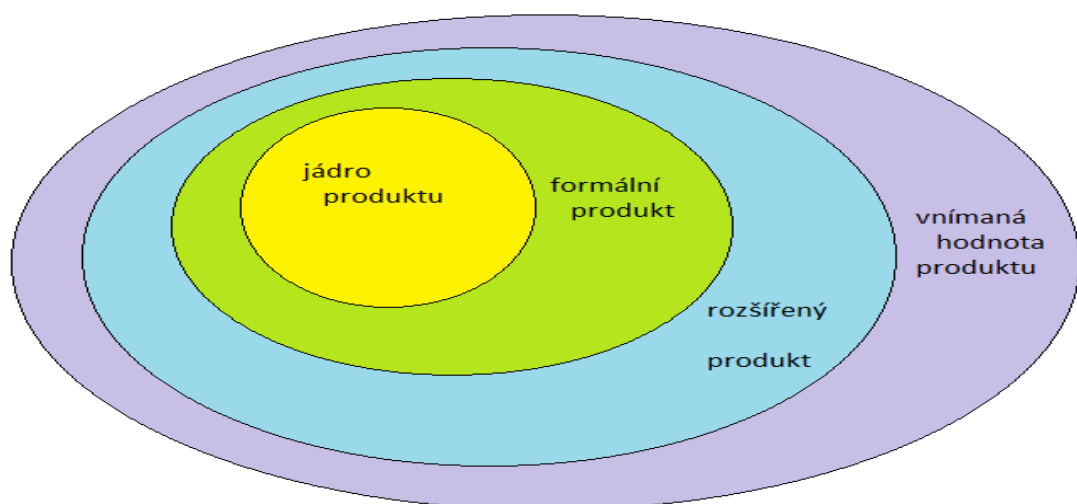 jádro
produktu
formální
produkt
rozšířený
produkt
vnímaná
hodnota
produktu